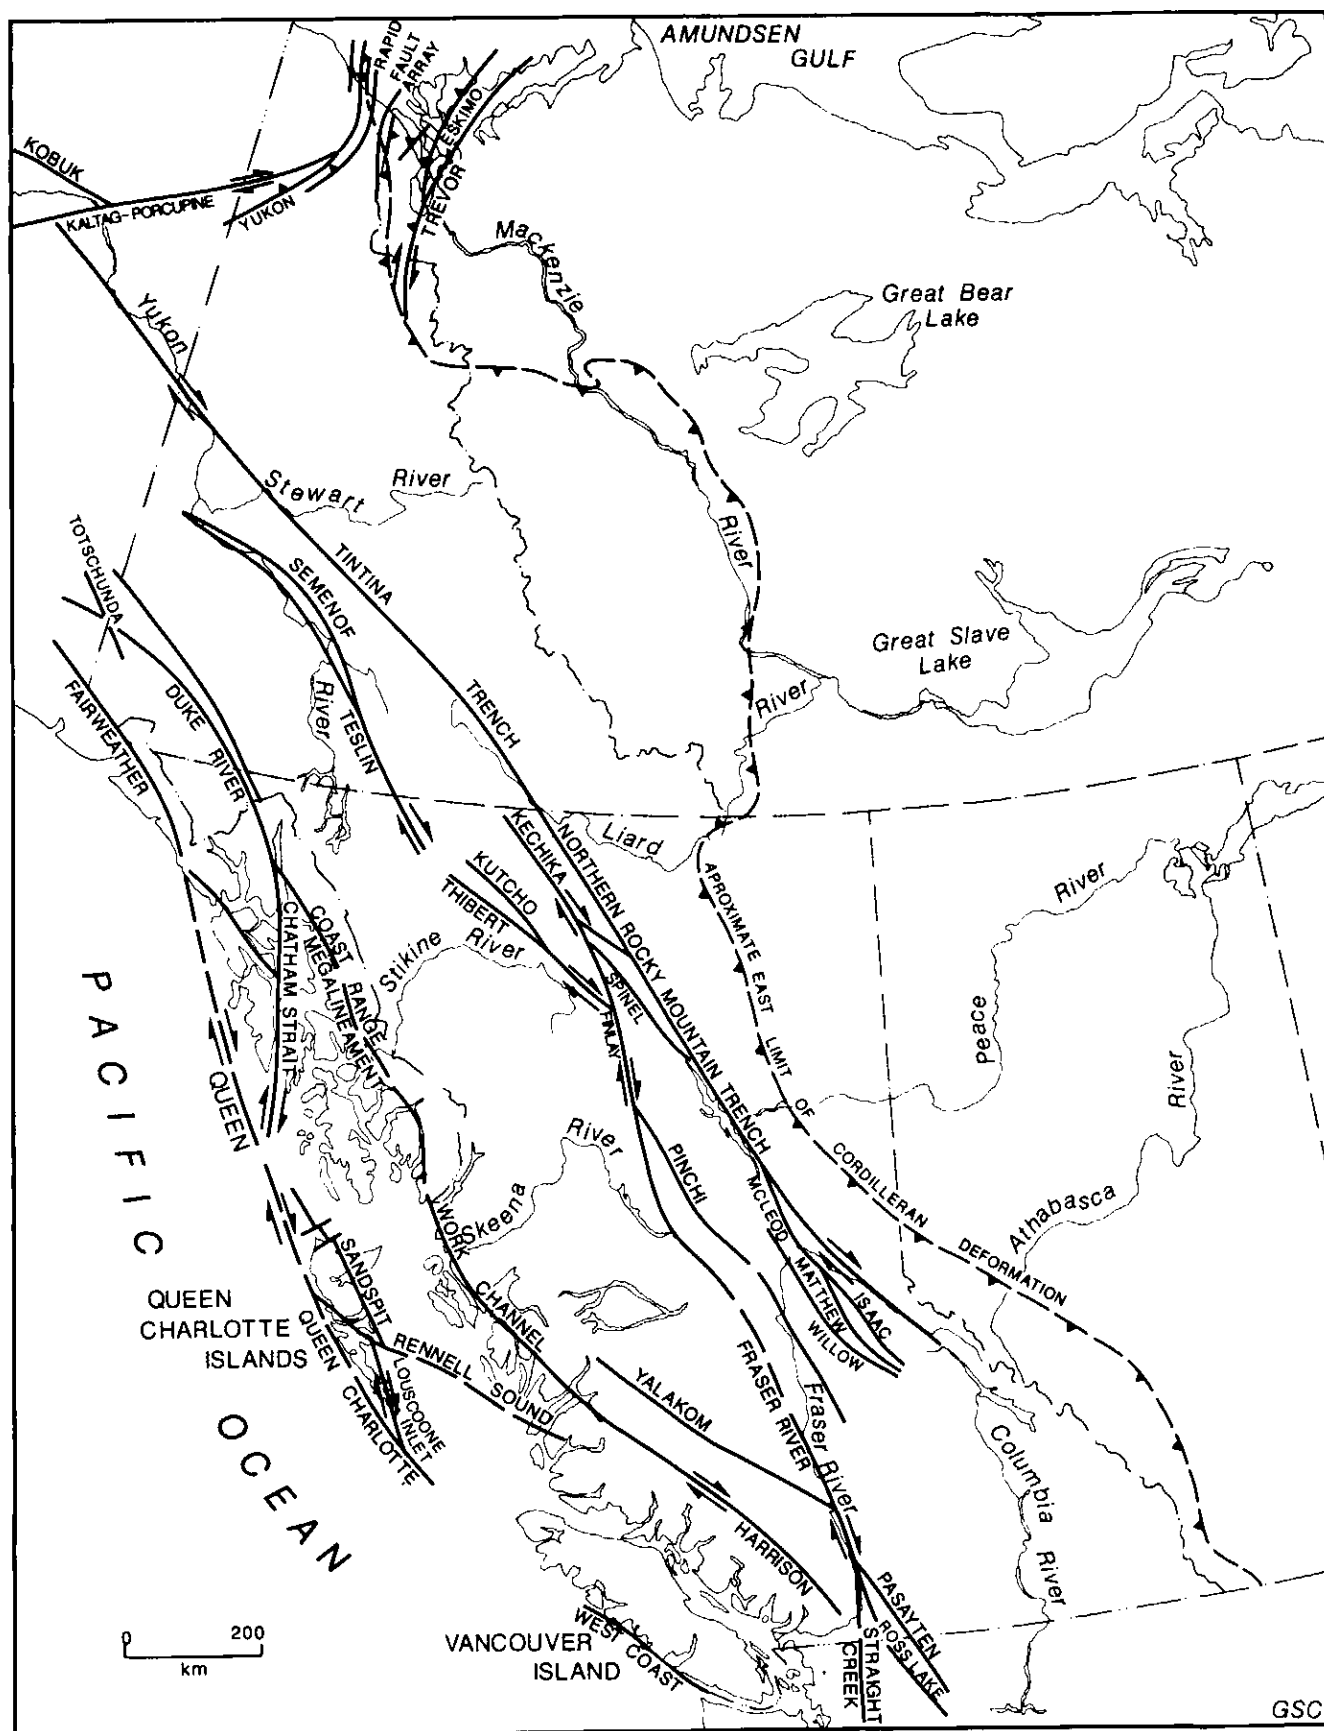 AMUNDSEN
GULF
RAPID
FAULT
ARRAY
ESKIMO
TREVOR
KOBUK
KALTAG-PORCUPINE
YUKON
Mackenzie
River
Great Bear
Lake
Yukon
Stewart River
TINTINA
TRENCH
TOTSCHUNDA
SEMENOF
River
TESLIN
DUKE
RIVER
FAIRWEATHER
Great Slave
Lake
River
Liard
KECHIKA
NORTHERN ROCKY MOUNTAIN TRENCH
KUTCHO
THIBERT
River
Stikine
SPINEL
FINLAY
COAST RANGE
MEGALINEAMENT
CHATHAM STRAIT
APROXIMATE EAST LIMIT OF
CORDILLERAN
DEFORMATION
River
Peace
River
Athabasca
PACIFIC
OCEAN
QUEEN
River
Skeena
PINCHI
MCLEOD
MATTHEW
ISAAC
WILLOW
WORK
CHANNEL
SANDSPIT
QUEEN
CHARLOTTE
ISLANDS
RENNELL
SOUND
LOUSCOONE
INLET
QUEEN
CHARLOTTE
YALAKOM
FRASER RIVER
Fraser River
Columbia
River
HARRISON
PASAYTEN
ROSS LAKE
STRAIGHT
CREEK
WEST COAST
VANCOUVER
ISLAND
0 200
km
GSC